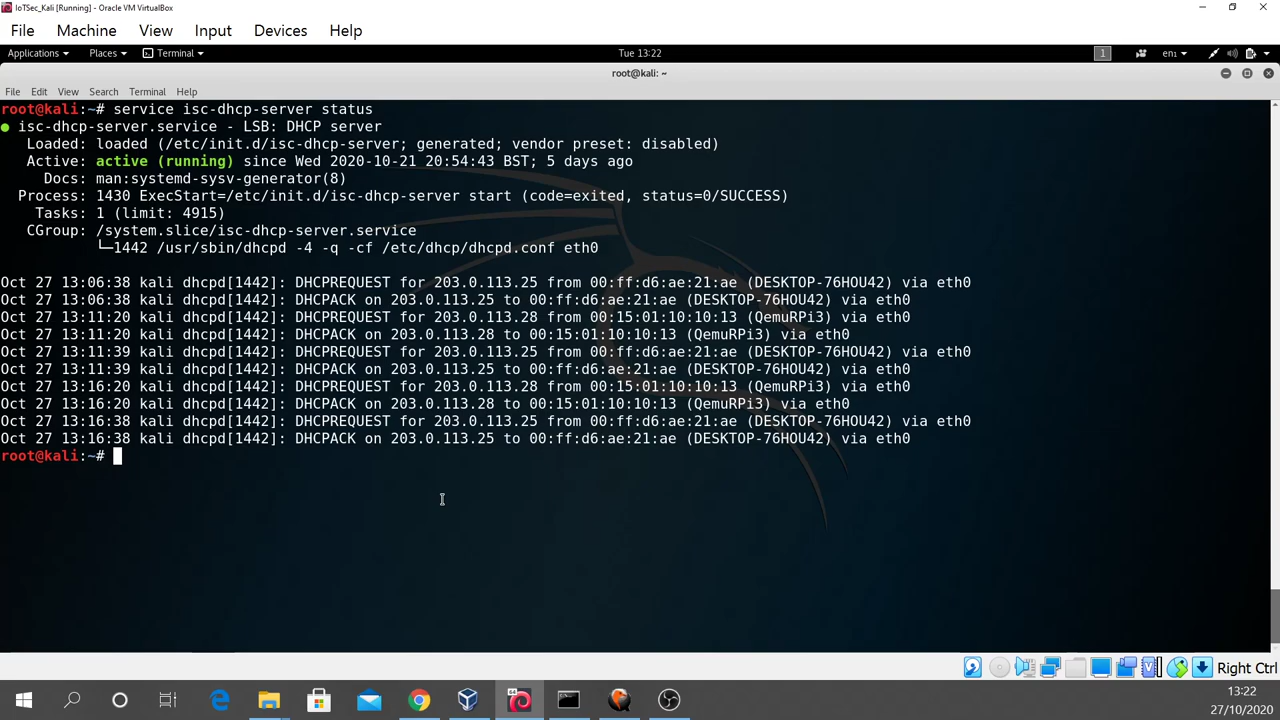 IoTSec_Kali [Running] - Oracle VM VirtualBox
File Machine View Input Devices Help
Applications Places Terminal Tue 13:22 1 en1
root@kali: ~
File Edit View Search Terminal Help
root@kali:~# service isc-dhcp-server status
● isc-dhcp-server.service - LSB: DHCP server
Loaded: loaded (/etc/init.d/isc-dhcp-server; generated; vendor preset: disabled)
Active: active (running) since Wed 2020-10-21 20:54:43 BST; 5 days ago
Docs: man:systemd-sysv-generator(8)
Process: 1430 ExecStart=/etc/init.d/isc-dhcp-server start (code=exited, status=0/SUCCESS)
Tasks: 1 (limit: 4915)
CGroup: /system.slice/isc-dhcp-server.service
└─1442 /usr/sbin/dhcpd -4 -q -cf /etc/dhcp/dhcpd.conf eth0
Oct 27 13:06:38 kali dhcpd[1442]: DHCPREQUEST for 203.0.113.25 from 00:ff:d6:ae:21:ae (DESKTOP-76HOU42) via eth0
Oct 27 13:06:38 kali dhcpd[1442]: DHCPACK on 203.0.113.25 to 00:ff:d6:ae:21:ae (DESKTOP-76HOU42) via eth0
Oct 27 13:11:20 kali dhcpd[1442]: DHCPREQUEST for 203.0.113.28 from 00:15:01:10:10:13 (QemuRPi3) via eth0
Oct 27 13:11:20 kali dhcpd[1442]: DHCPACK on 203.0.113.28 to 00:15:01:10:10:13 (QemuRPi3) via eth0
Oct 27 13:11:39 kali dhcpd[1442]: DHCPREQUEST for 203.0.113.25 from 00:ff:d6:ae:21:ae (DESKTOP-76HOU42) via eth0
Oct 27 13:11:39 kali dhcpd[1442]: DHCPACK on 203.0.113.25 to 00:ff:d6:ae:21:ae (DESKTOP-76HOU42) via eth0
Oct 27 13:16:20 kali dhcpd[1442]: DHCPREQUEST for 203.0.113.28 from 00:15:01:10:10:13 (QemuRPi3) via eth0
Oct 27 13:16:20 kali dhcpd[1442]: DHCPACK on 203.0.113.28 to 00:15:01:10:10:13 (QemuRPi3) via eth0
Oct 27 13:16:38 kali dhcpd[1442]: DHCPREQUEST for 203.0.113.25 from 00:ff:d6:ae:21:ae (DESKTOP-76HOU42) via eth0
Oct 27 13:16:38 kali dhcpd[1442]: DHCPACK on 203.0.113.25 to 00:ff:d6:ae:21:ae (DESKTOP-76HOU42) via eth0
root@kali:~#
Right Ctrl
13:22
27/10/2020